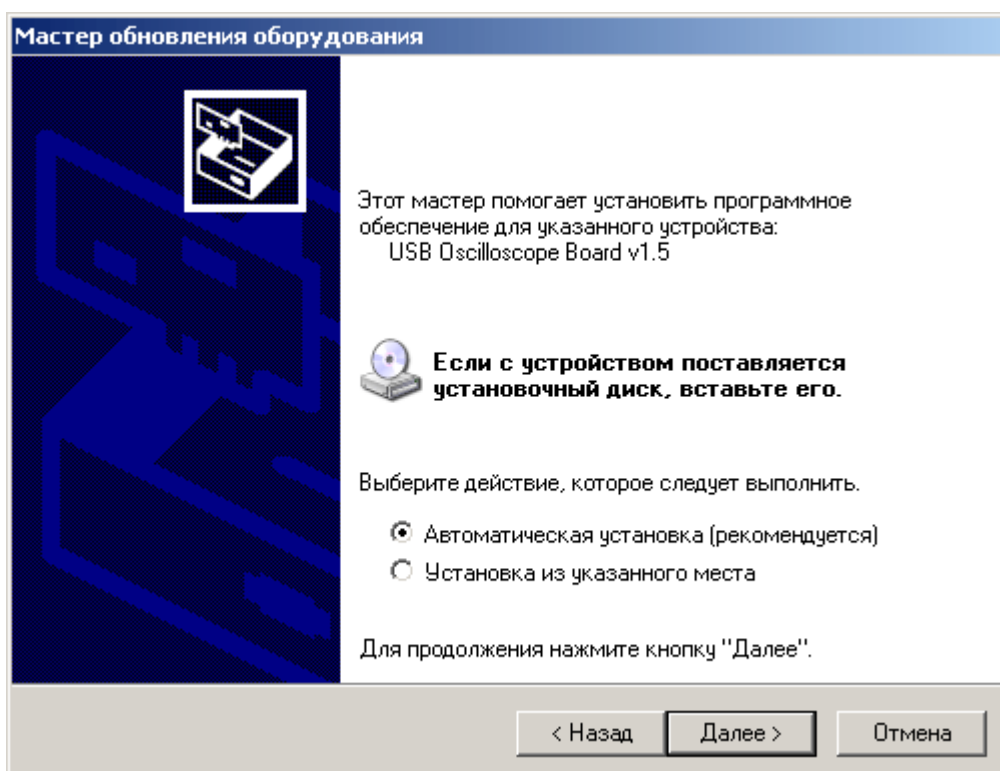 Мастер обновления оборудования
Этот мастер помогает установить программное
обеспечение для указанного устройства:
USB Oscilloscope Board v1.5
Если с устройством поставляется
установочный диск, вставьте его.
Выберите действие, которое следует выполнить.
Автоматическая установка (рекомендуется)
Установка из указанного места
Для продолжения нажмите кнопку "Далее".
< Назад Далее > Отмена